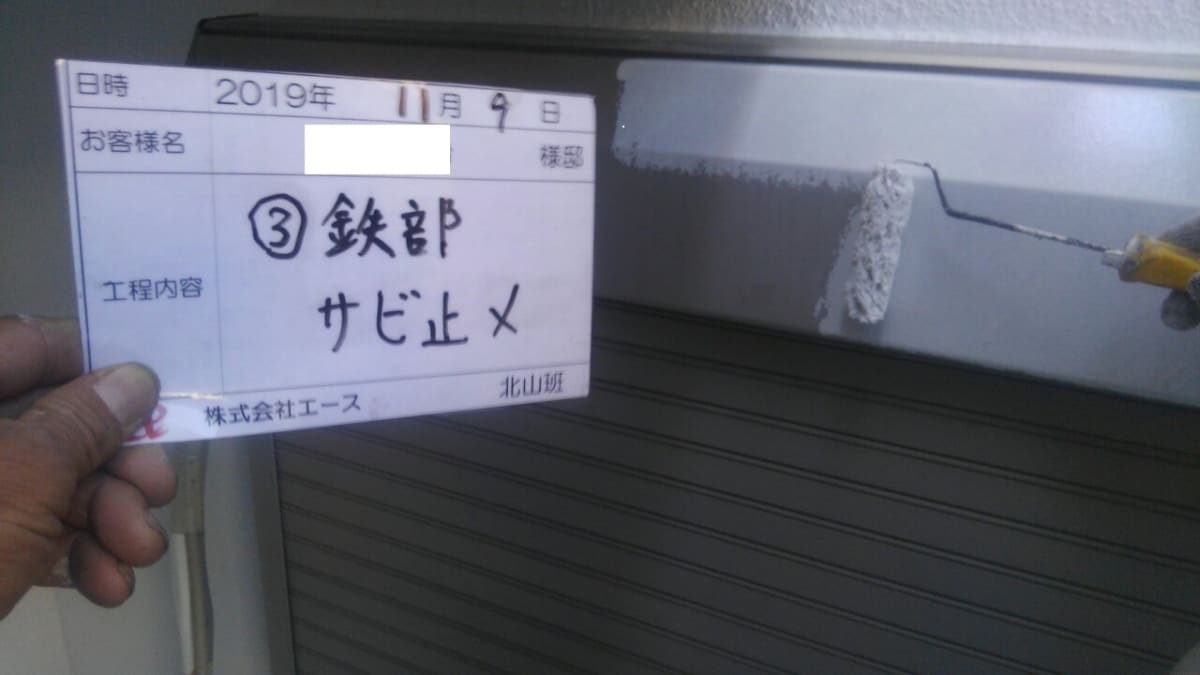 日時 2019年 11月 9日
お客様名 様邸
工程内容
③鉄部
サビ止メ
株式会社エース 北山班